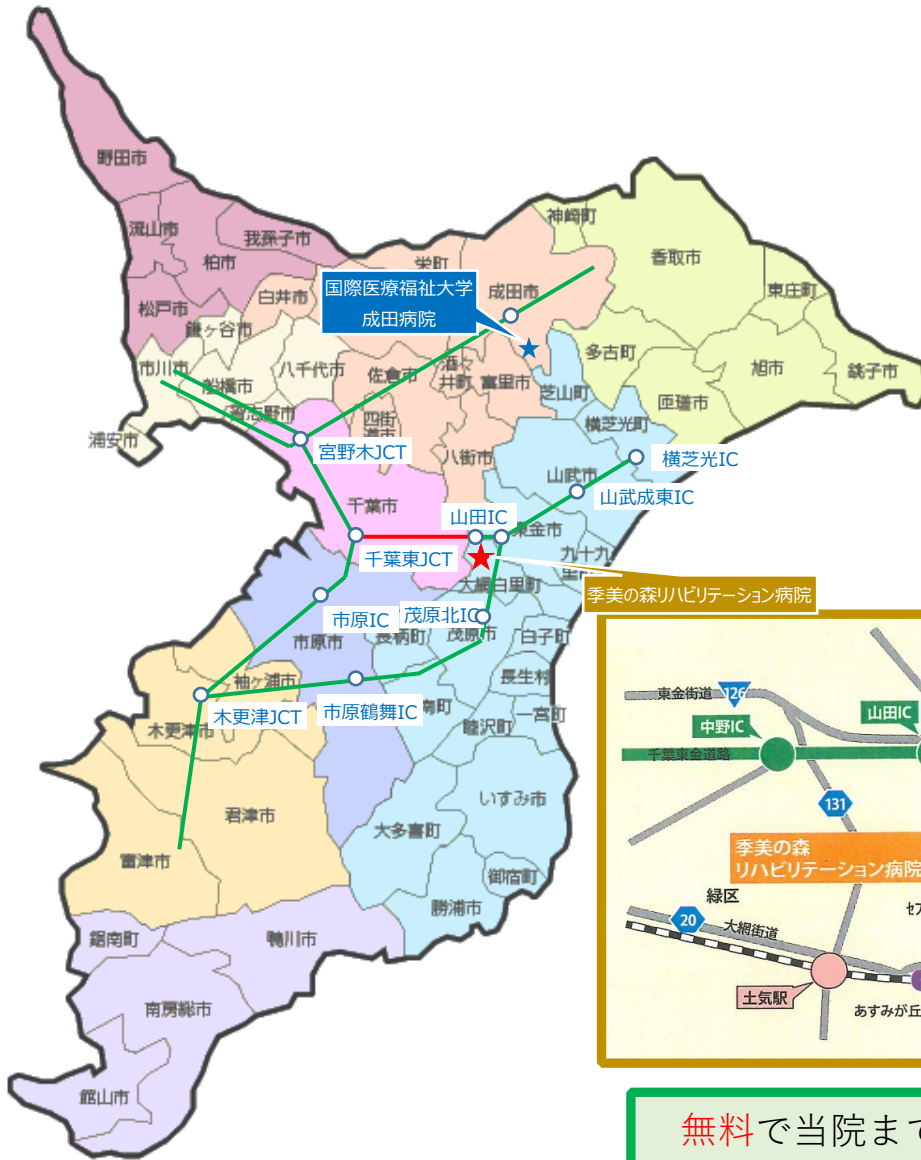 野田市
流山市
我孫子市
柏市
松戸市
鎌ヶ谷市
白井市
栄町
神崎町
香取市
東庄町
国際医療福祉大学
成田病院
成田市
多古町
旭市
銚子市
匝瑳市
市川市
船橋市
八千代市
佐倉市
酒々
井町
富里市
芝山町
横芝光町
習志野市
四街
道市
浦安市
八街市
宮野木JCT
横芝光IC
山武市
山武成東IC
千葉市
山田IC
東金市
千葉東JCT
九十九
大網白里町
季美の森リハビリテーション病院
市原IC
茂原北IC
長柄町
茂原市
白子町
市原市
袖ヶ浦市
長生村
木更津JCT
市原鶴舞IC
南町
睦沢町
一宮町
木更津市
いすみ市
君津市
大多喜町
富津市
御宿町
勝浦市
鋸南町
鴨川市
南房総市
館山市
東金街道
126
中野IC
山田IC
千葉東金道路
131
季美の森
リハビリテーション病院
緑区
20
大網街道
セ
土気駅
あすみが丘
無料で当院まで